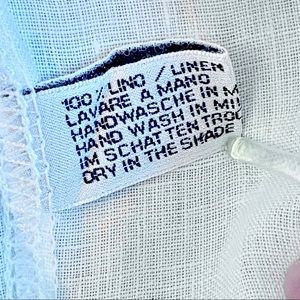 100% LINO / LINEN
LAVARE A MANO
HANDWASCHE IN
HAND WASH IN
IM SCHATTEN
DRY IN THE SHADE